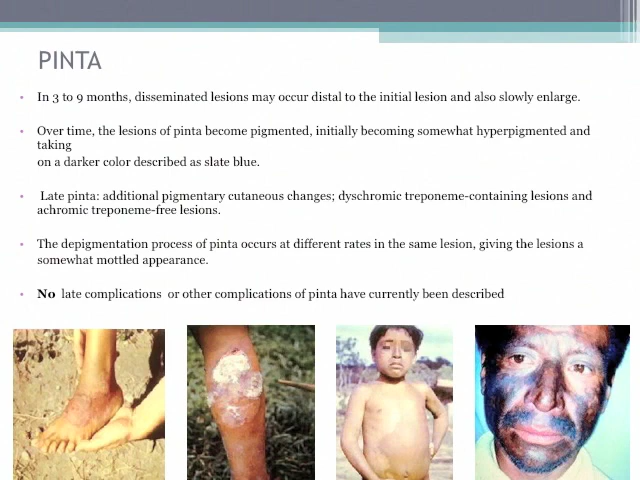 PINTA
• In 3 to 9 months, disseminated lesions may occur distal to the initial lesion and also slowly enlarge.
• Over time, the lesions of pinta become pigmented, initially becoming somewhat hyperpigmented and
taking
on a darker color described as slate blue.
• Late pinta: additional pigmentary cutaneous changes; dyschromic treponeme-containing lesions and
achromic treponeme-free lesions.
• The depigmentation process of pinta occurs at different rates in the same lesion, giving the lesions a
somewhat mottled appearance.
• No late complications or other complications of pinta have currently been described